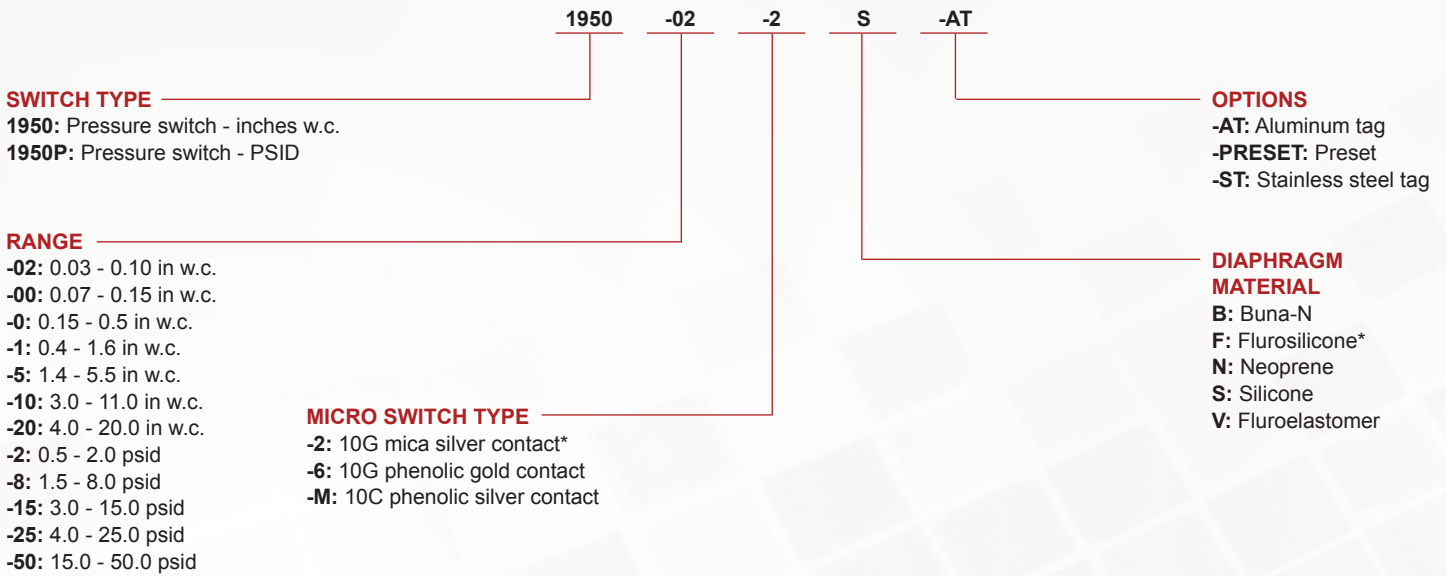 1950 -02 -2 S -AT
SWITCH TYPE
1950: Pressure switch - inches w.c.
1950P: Pressure switch - PSID
RANGE
-02: 0.03 - 0.10 in w.c.
-00: 0.07 - 0.15 in w.c.
-0: 0.15 - 0.5 in w.c.
-1: 0.4 - 1.6 in w.c.
-5: 1.4 - 5.5 in w.c.
-10: 3.0 - 11.0 in w.c.
-20: 4.0 - 20.0 in w.c.
-2: 0.5 - 2.0 psid
-8: 1.5 - 8.0 psid
-15: 3.0 - 15.0 psid
-25: 4.0 - 25.0 psid
-50: 15.0 - 50.0 psid
MICRO SWITCH TYPE
-2: 10G mica silver contact*
-6: 10G phenolic gold contact
-M: 10C phenolic silver contact
OPTIONS
-AT: Aluminum tag
-PRESET: Preset
-ST: Stainless steel tag
DIAPHRAGM
MATERIAL
B: Buna-N
F: Flurosilicone*
N: Neoprene
S: Silicone
V: Fluroelastomer